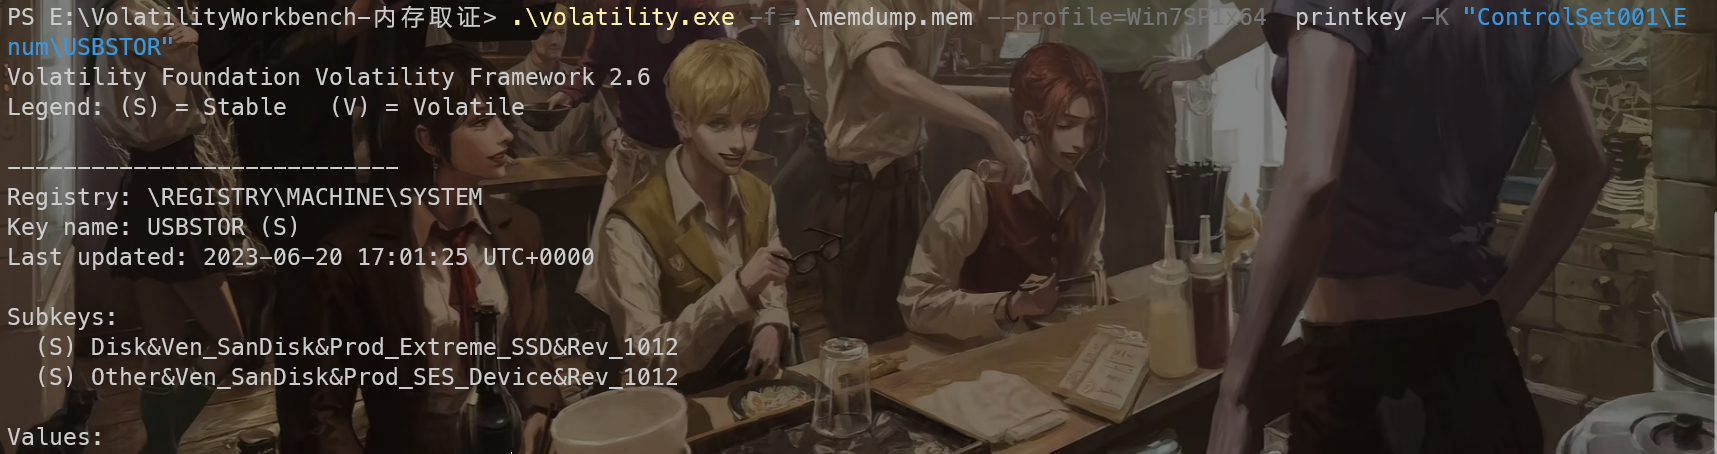 PS E:\VolatilityWorkbench-内存取证> .\volatility.exe -f .\memdump.mem --profile=Win7SP1x64  printkey -K "ControlSet001\E
num\USBSTOR"
Volatility Foundation Volatility Framework 2.6
Legend: (S) = Stable   (V) = Volatile

----------------------------
Registry: \REGISTRY\MACHINE\SYSTEM
Key name: USBSTOR (S)
Last updated: 2023-06-20 17:01:25 UTC+0000

Subkeys:
  (S) Disk&Ven_SanDisk&Prod_Extreme_SSD&Rev_1012
  (S) Other&Ven_SanDisk&Prod_SES_Device&Rev_1012

Values: